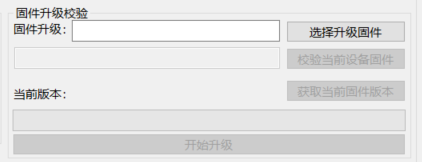 固件升级校验
固件升级： 选择升级固件
校验当前设备固件
当前版本： 获取当前固件版本
开始升级